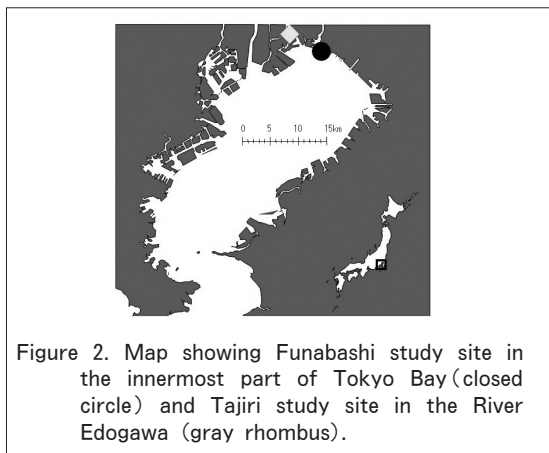 0 5 10 15km
Figure 2. Map showing Funabashi study site in
the innermost part of Tokyo Bay (closed
circle) and Tajiri study site in the River
Edogawa (gray rhombus).